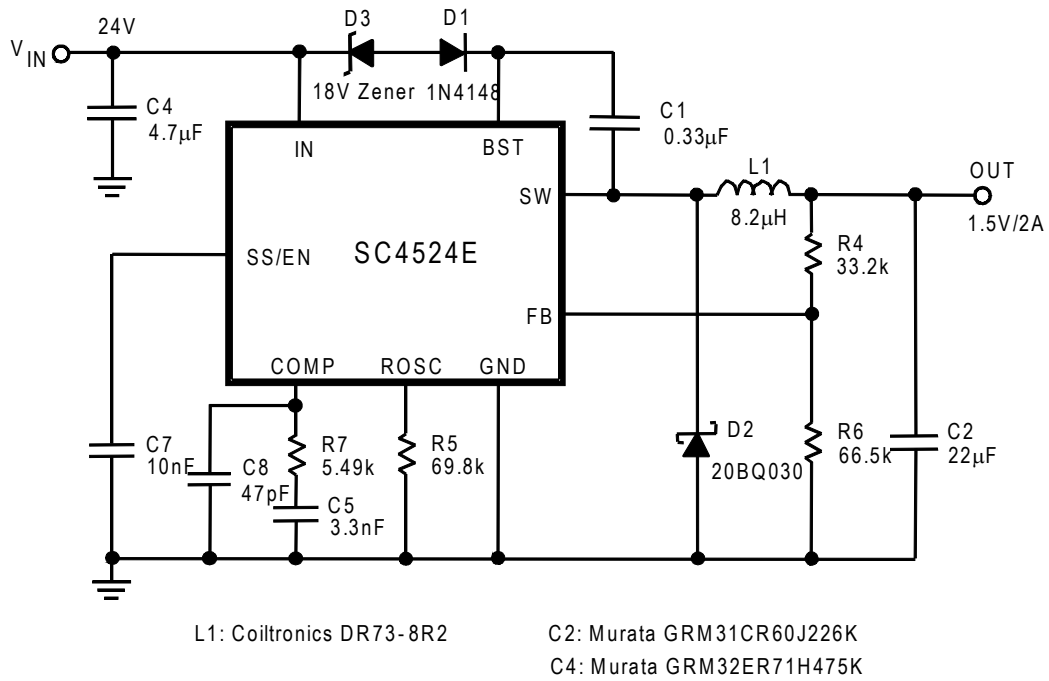 D3
D1
24V
V IN
18V Zener
1N4148
C4
4.7μF
C1
0.33μF
IN
BST
SW
L1
8.2μH
OUT
1.5V/2A
SS/EN
SC4524E
R4
33.2k
FB
COMP
ROSC
GND
C7
10nF
C8
47pF
R7
5.49k
C5
3.3nF
R5
69.8k
D2
20BQ030
R6
66.5k
C2
22μF
L1: Coiltronics DR73-8R2
C2: Murata GRM31CR60J226K
C4: Murata GRM32ER71H475K